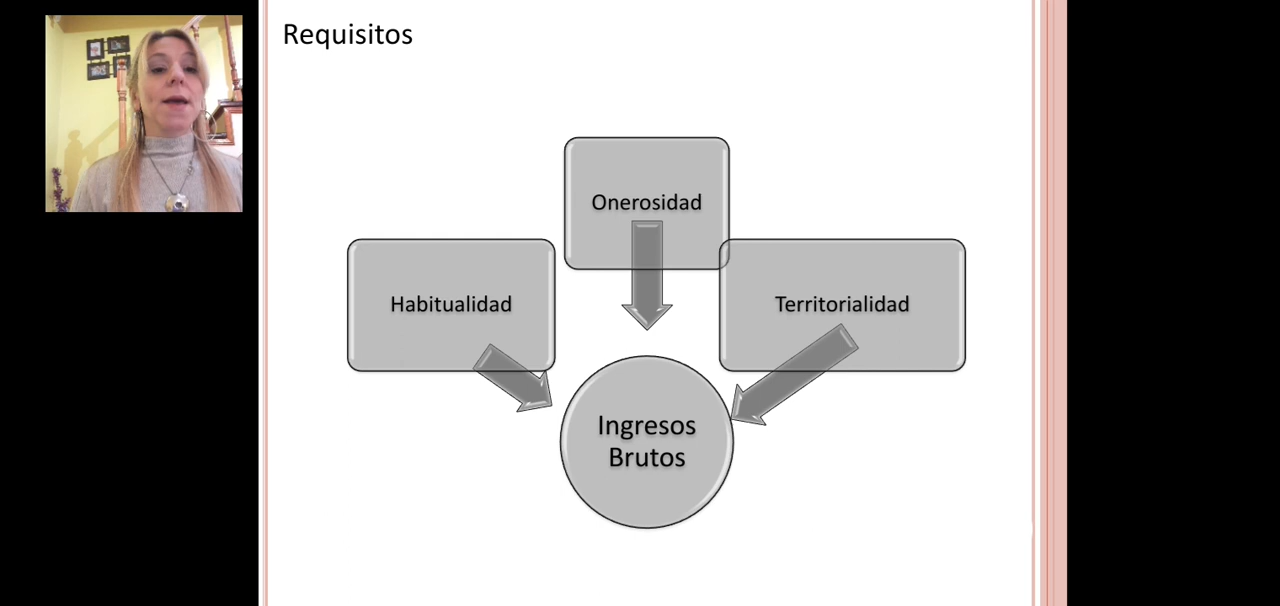 Requisitos
Onerosidad
Habitualidad
Territorialidad
Ingresos
Brutos